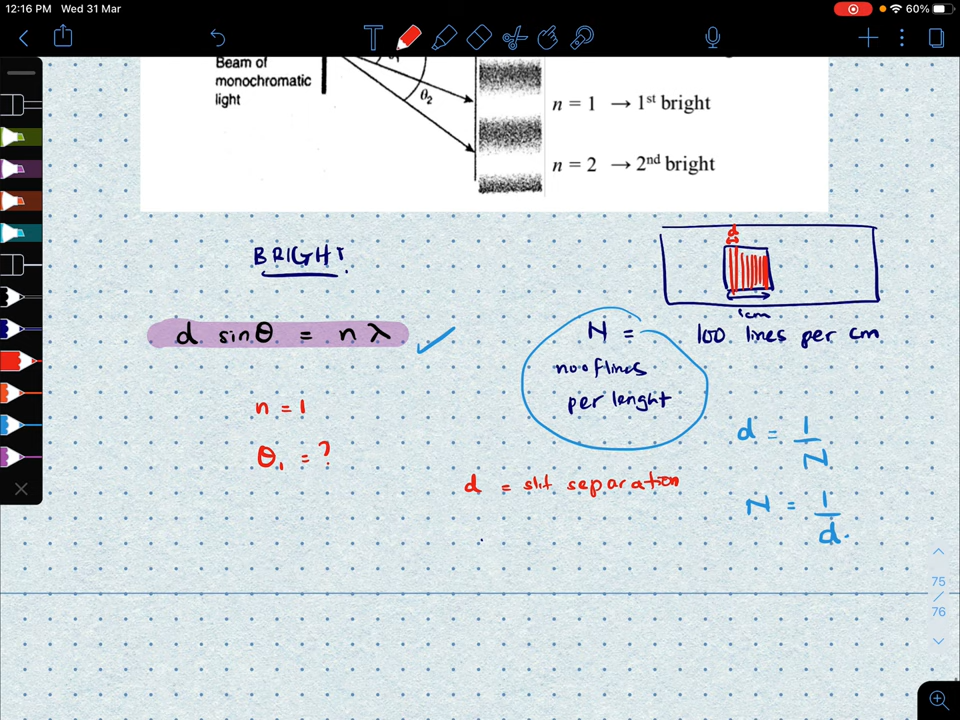 12:16 PM Wed 31 Mar
60%
T
Beam of
monochromatic
light
θ₂
n = 1 → 1st bright
n = 2 → 2nd bright
BRIGHT
d
1cm
d sinθ = n λ
N = 100 lines per cm
no of lines
per lenght
n = 1
θ₁ = ?
d = 1/N
d = slit separation
N = 1/d
75
/
76